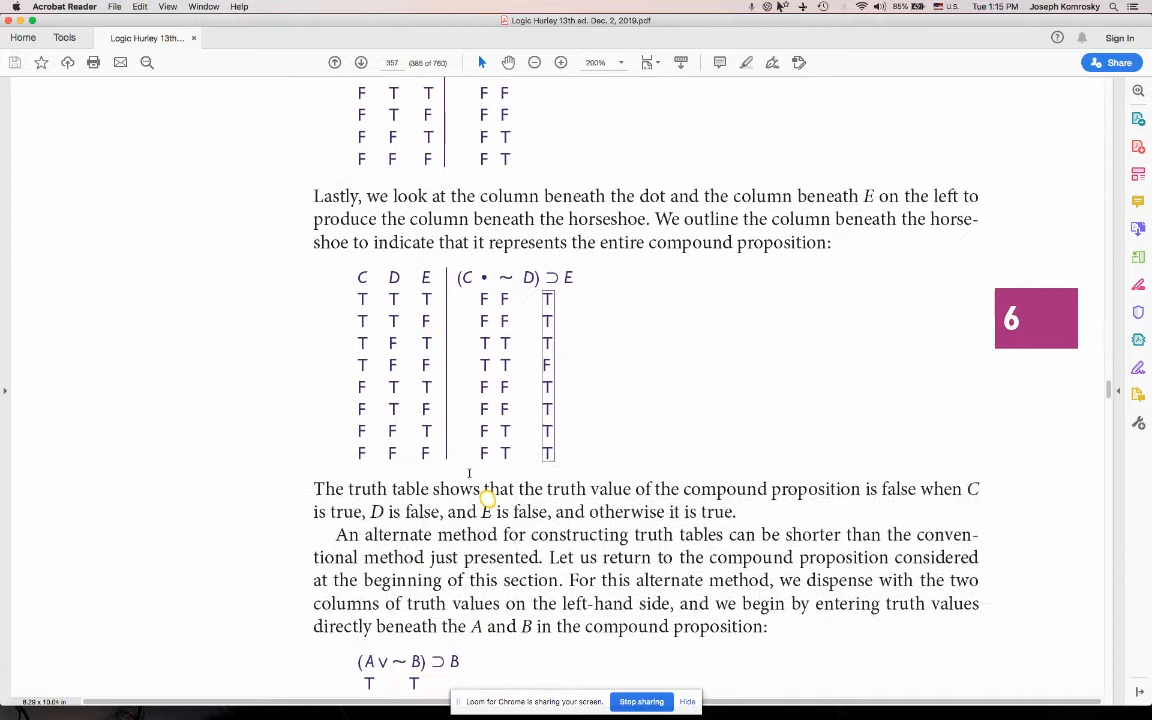 Acrobat Reader File Edit View Window Help 85% U.S. Tue 1:15 PM Joseph Komrosky
Logic Hurley 13th ed. Dec. 2, 2019.pdf
Home Tools Logic Hurley 13th... × Sign In
357 (385 of 760) 200% Share
F T T F F
F T F F F
F F T F T
F F F F T
Lastly, we look at the column beneath the dot and the column beneath E on the left to
produce the column beneath the horseshoe. We outline the column beneath the horse-
shoe to indicate that it represents the entire compound proposition:
C D E (C • ~ D) ⊃ E
T T T F F T
T T F F F T
T F T T T T
T F F T T F
F T T F F T
F T F F F T
F F T F T T
F F F F T T
6
The truth table shows that the truth value of the compound proposition is false when C
is true, D is false, and E is false, and otherwise it is true.
An alternate method for constructing truth tables can be shorter than the conven-
tional method just presented. Let us return to the compound proposition considered
at the beginning of this section. For this alternate method, we dispense with the two
columns of truth values on the left-hand side, and we begin by entering truth values
directly beneath the A and B in the compound proposition:
(A ∨ ~ B) ⊃ B
T T
8.29 x 10.04 in
Loom for Chrome is sharing your screen. Stop sharing Hide